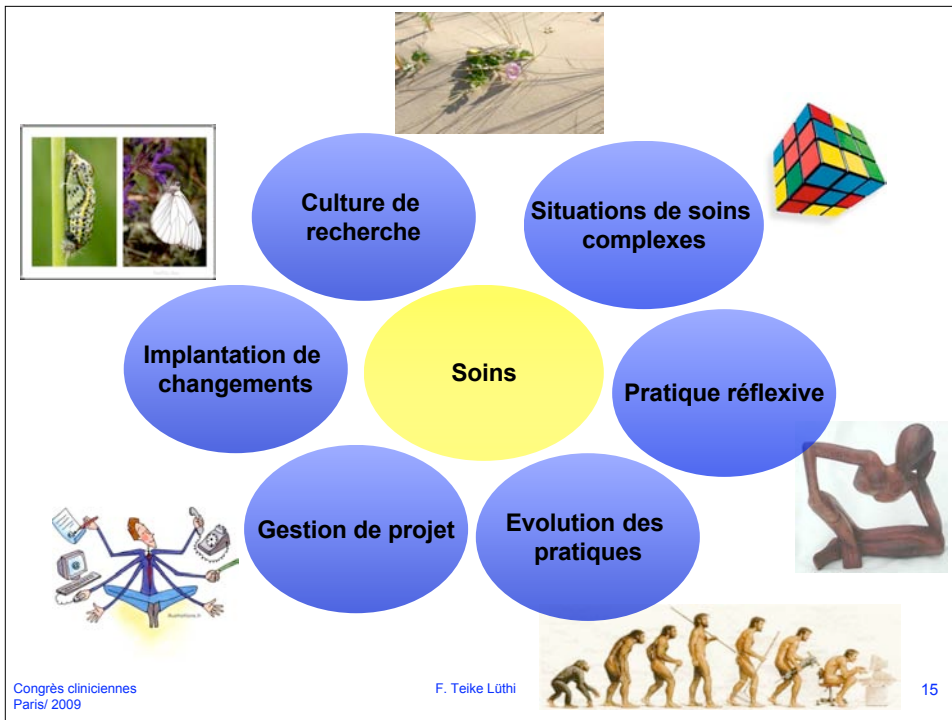 Culture de
recherche
Situations de soins
complexes
Implantation de
changements
Soins
Pratique réflexive
Gestion de projet
Evolution des
pratiques
Congrès cliniciennes
Paris/ 2009
F. Teike Lüthi
15